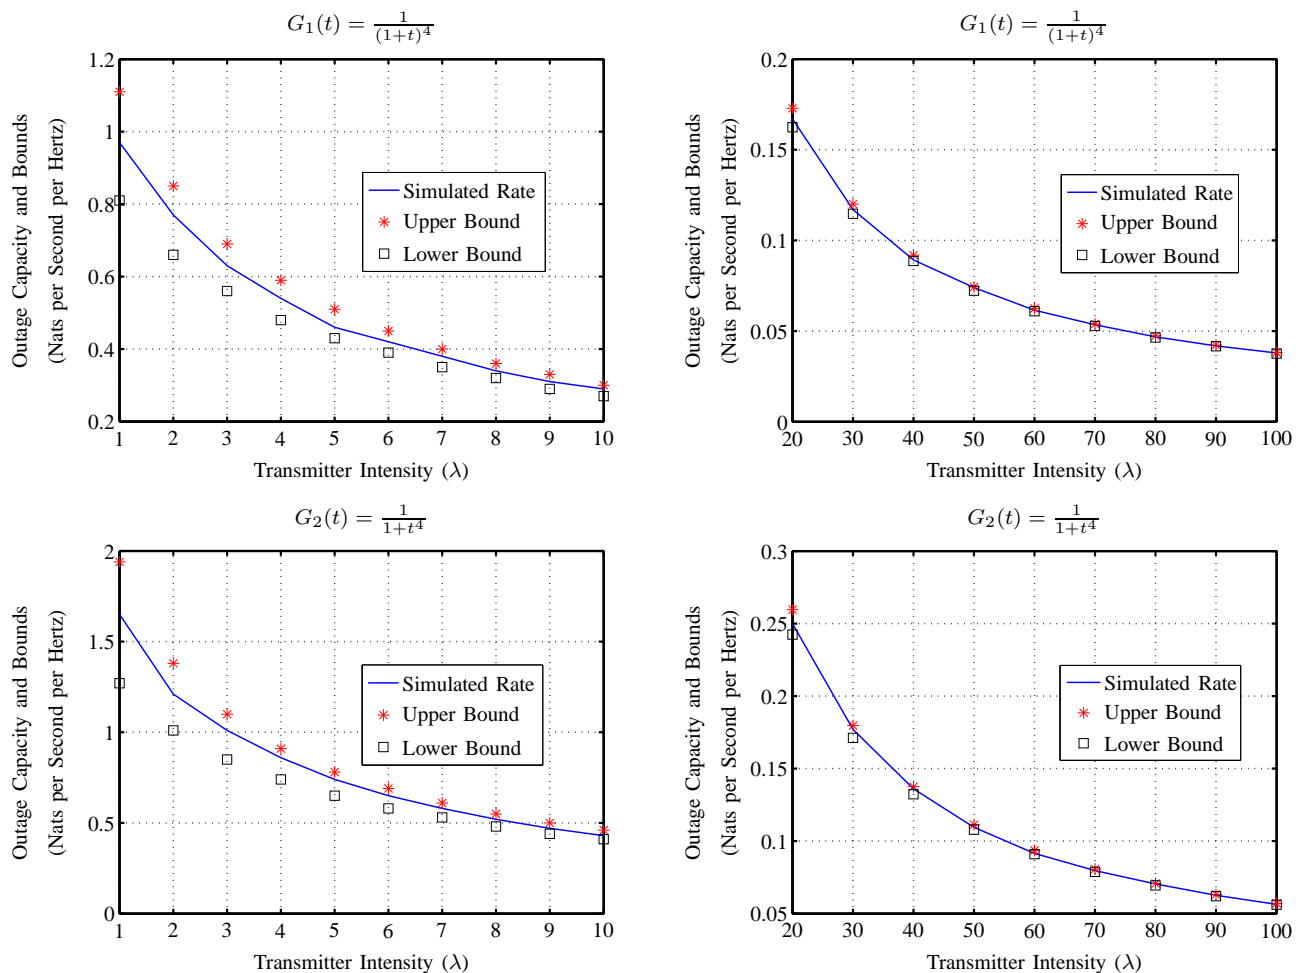 G₁(t) = 1/(1+t)⁴
Outage Capacity and Bounds
(Nats per Second per Hertz)
1.2
1
0.8
0.6
0.4
0.2
Simulated Rate
Upper Bound
Lower Bound
1 2 3 4 5 6 7 8 9 10
Transmitter Intensity (λ)
G₁(t) = 1/(1+t)⁴
Outage Capacity and Bounds
(Nats per Second per Hertz)
0.2
0.15
0.1
0.05
0
Simulated Rate
Upper Bound
Lower Bound
20 30 40 50 60 70 80 90 100
Transmitter Intensity (λ)
G₂(t) = 1/1+t⁴
Outage Capacity and Bounds
(Nats per Second per Hertz)
2
1.5
1
0.5
0
Simulated Rate
Upper Bound
Lower Bound
1 2 3 4 5 6 7 8 9 10
Transmitter Intensity (λ)
G₂(t) = 1/1+t⁴
Outage Capacity and Bounds
(Nats per Second per Hertz)
0.3
0.25
0.2
0.15
0.1
0.05
Simulated Rate
Upper Bound
Lower Bound
20 30 40 50 60 70 80 90 100
Transmitter Intensity (λ)